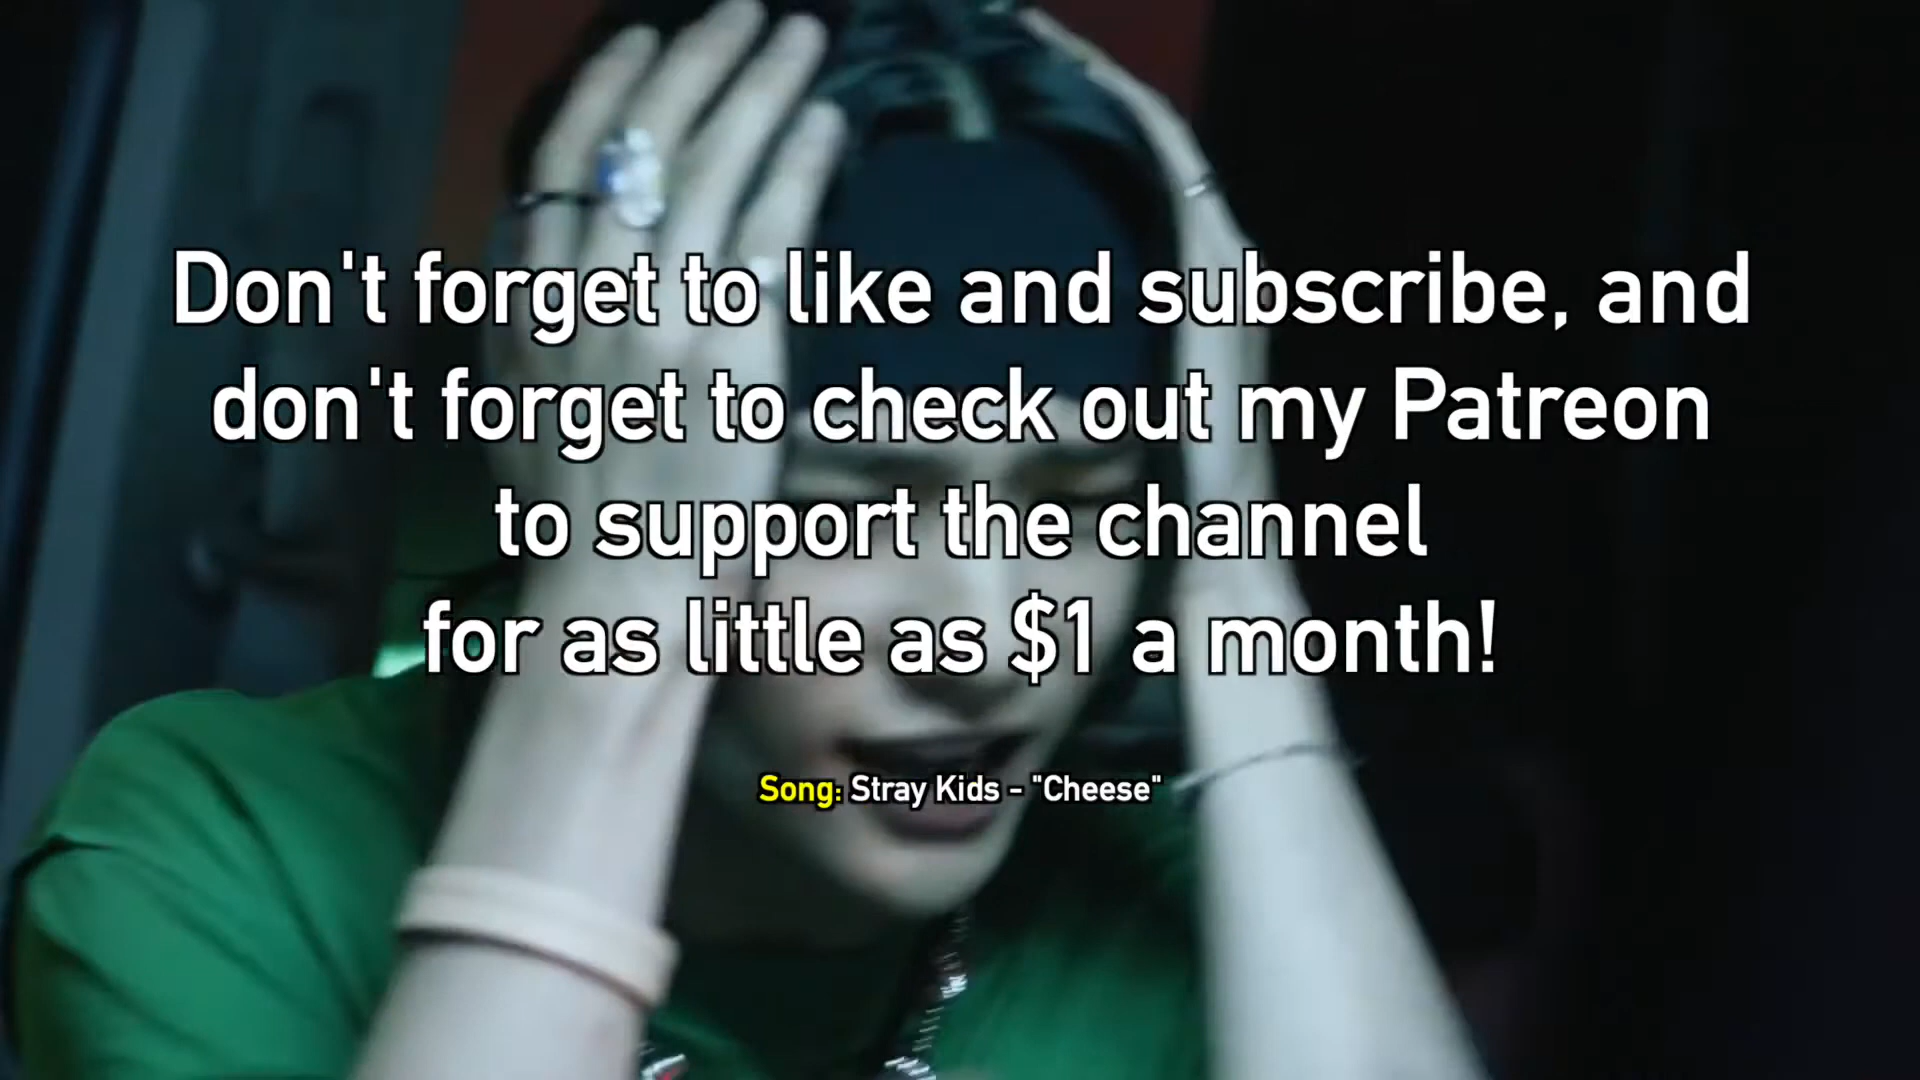 Don't forget to like and subscribe, and
don't forget to check out my Patreon
to support the channel
for as little as $1 a month!
Song: Stray Kids - "Cheese"